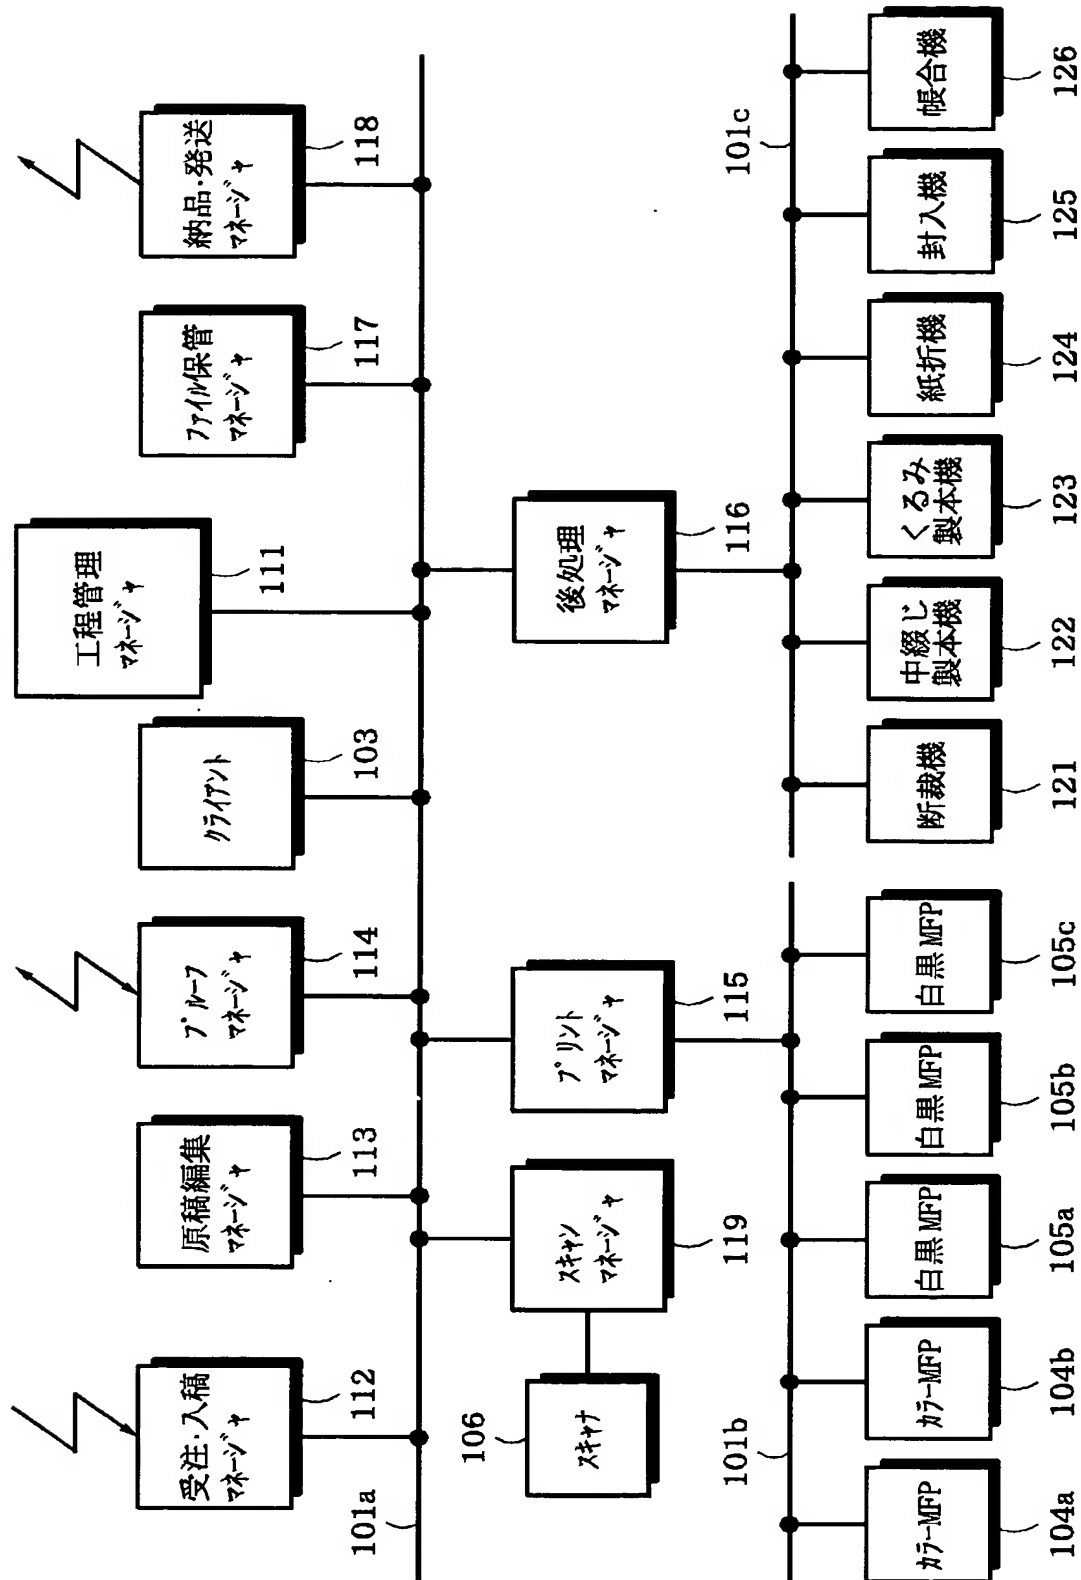 工程管理
マネージャ
111
受注・入稿
マネージャ
112
原稿編集
マネージャ
113
プルーフ
マネージャ
114
クライアント
103
ファイル保管
マネージャ
117
納品・発送
マネージャ
118
101a
スキャナ
106
スキャン
マネージャ
119
プリント
マネージャ
115
後処理
マネージャ
116
101b
101c
カラーMFP
104a
カラーMFP
104b
白黒MFP
105a
白黒MFP
105b
白黒MFP
105c
断裁機
121
中綴じ
製本機
122
くるみ
製本機
123
紙折機
124
封入機
125
帳合機
126